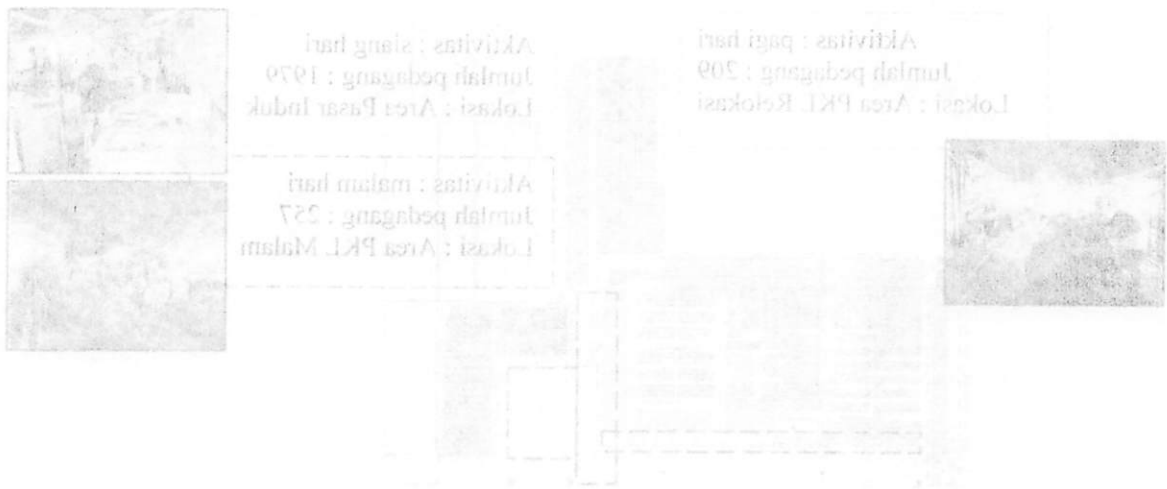 Aktivitas : siang hari
Jumlah pedagang : 1979
Lokasi : Area Pasar Induk
Aktivitas : malam hari
Jumlah pedagang : 257
Lokasi : Area PKL Malam
Aktivitas : pagi hari
Jumlah pedagang : 209
Lokasi : Area PKL Relokasi